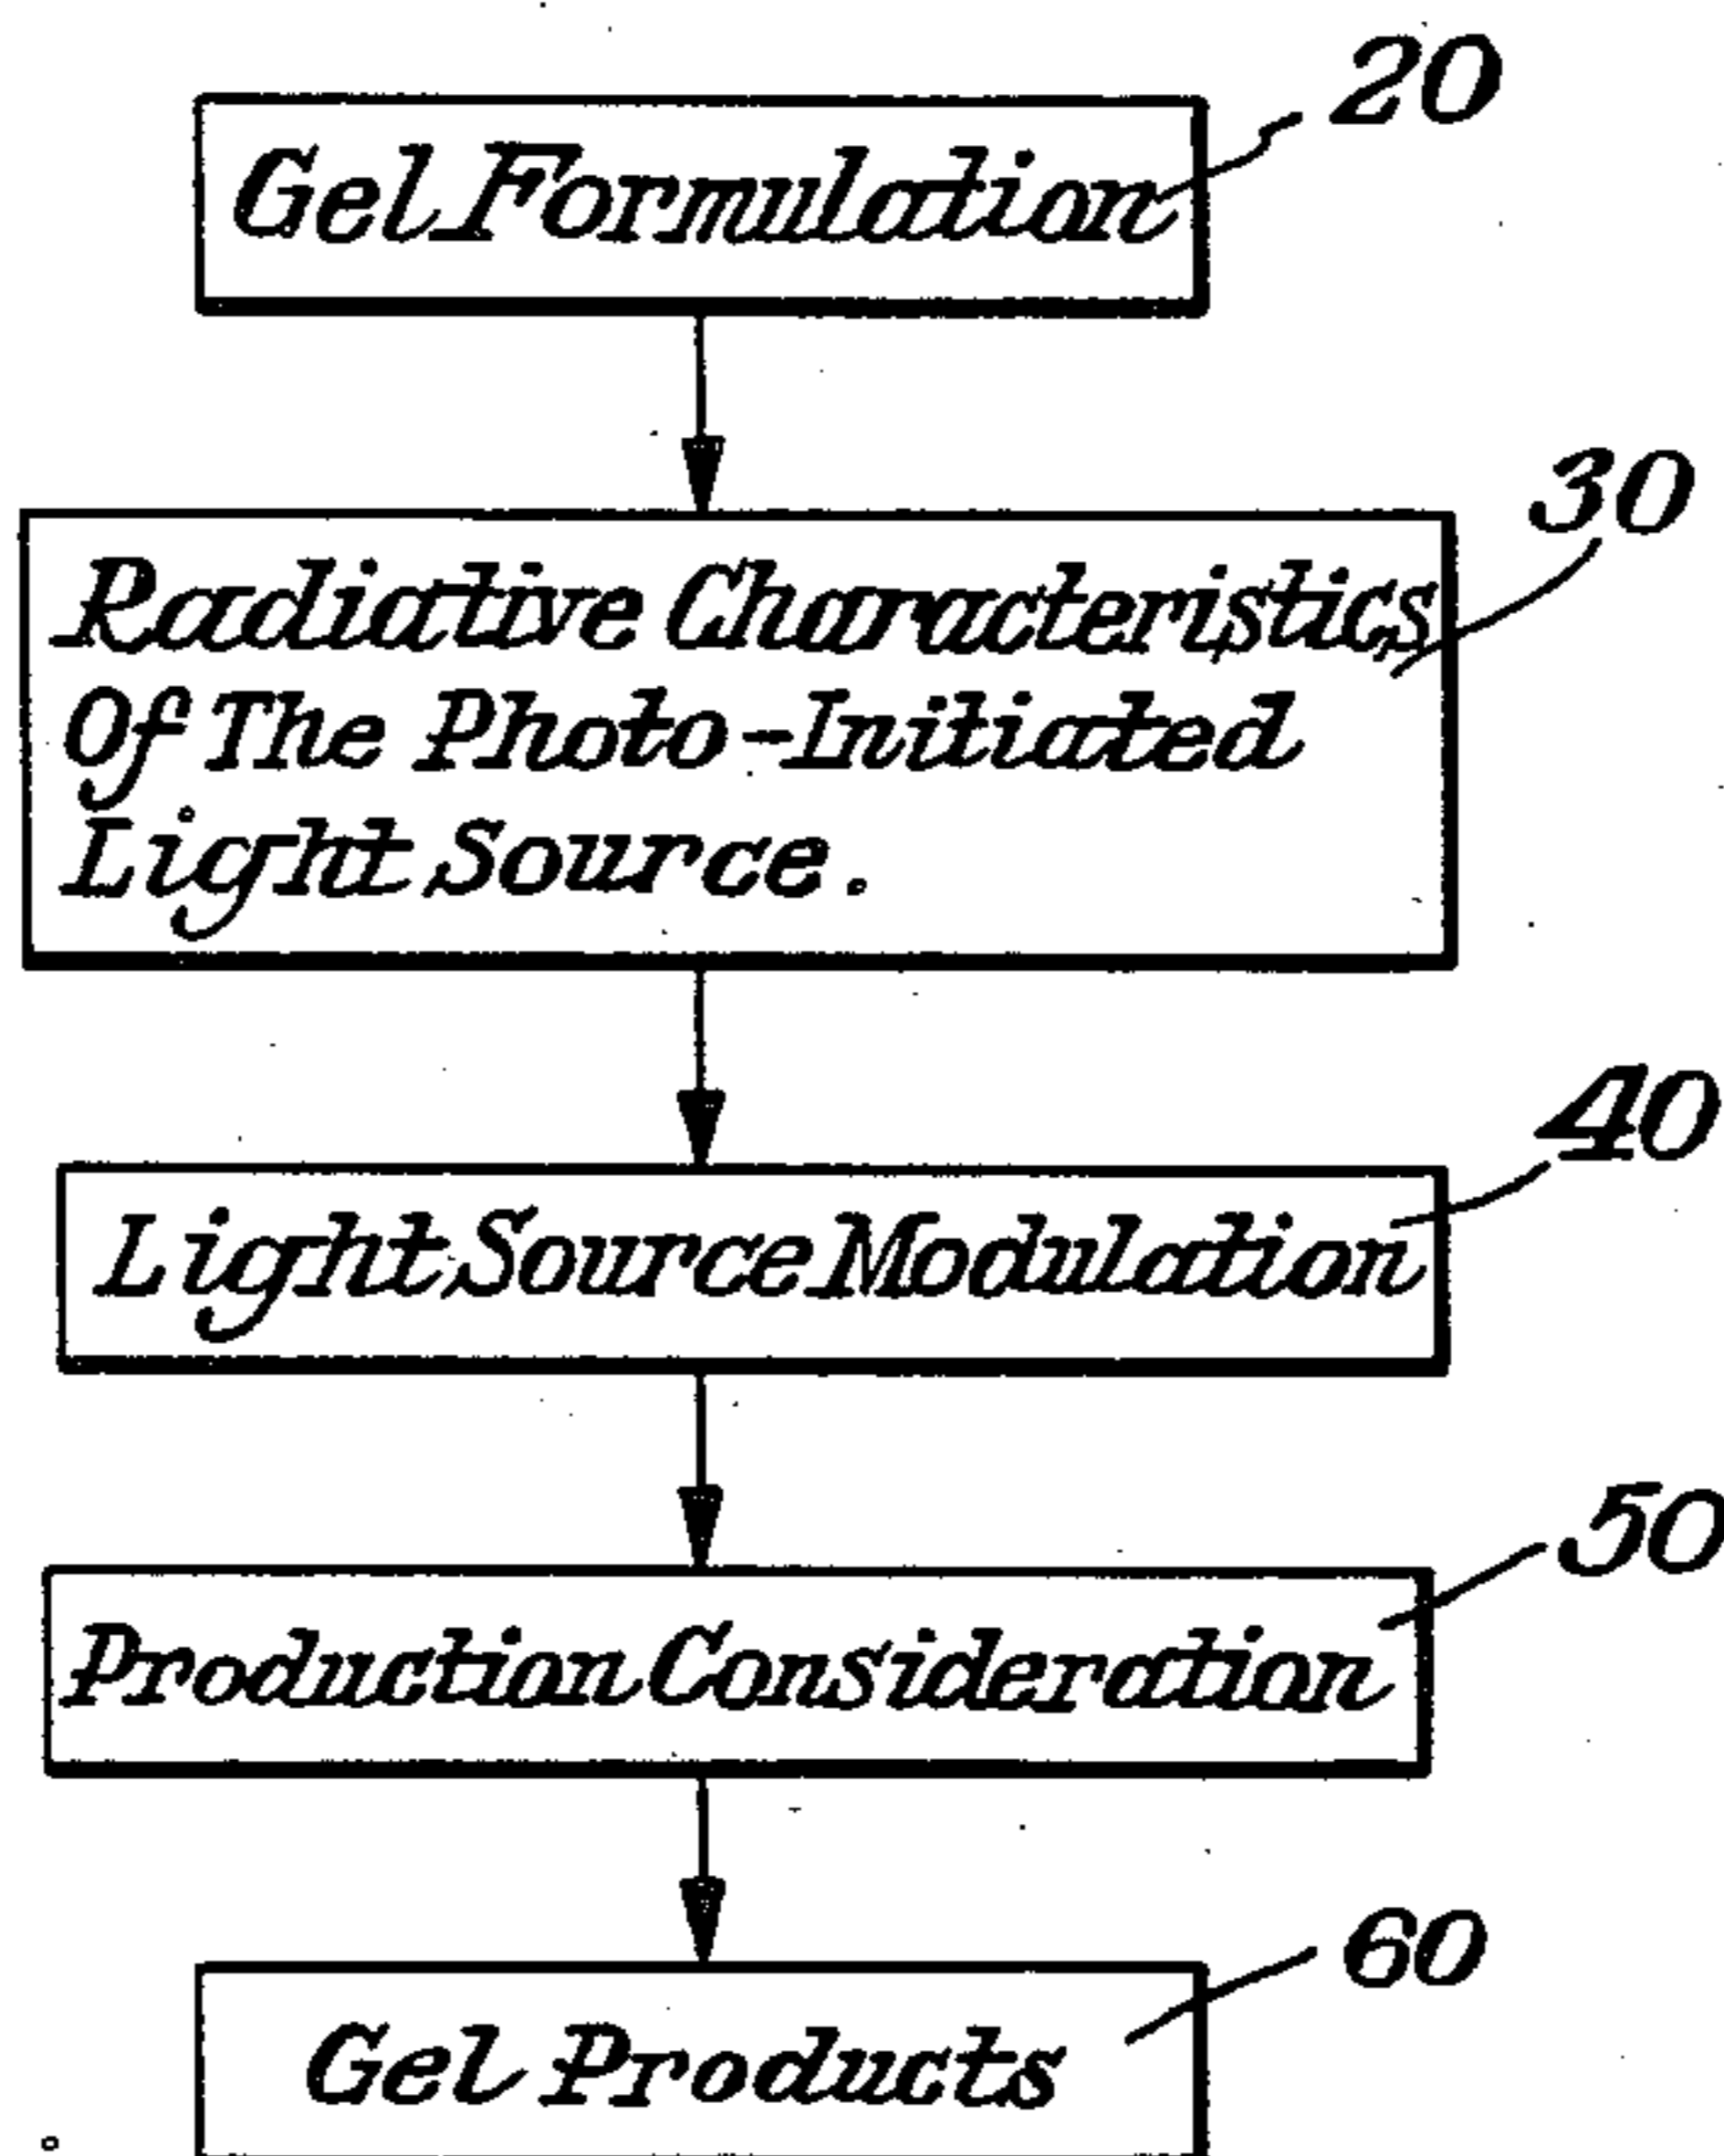 20
Gel Formulation
30
Radiative Characteristics
Of The Photo-Initiated
Light Source.
40
Light Source Modulation
50
Production Consideration
60
Gel Products